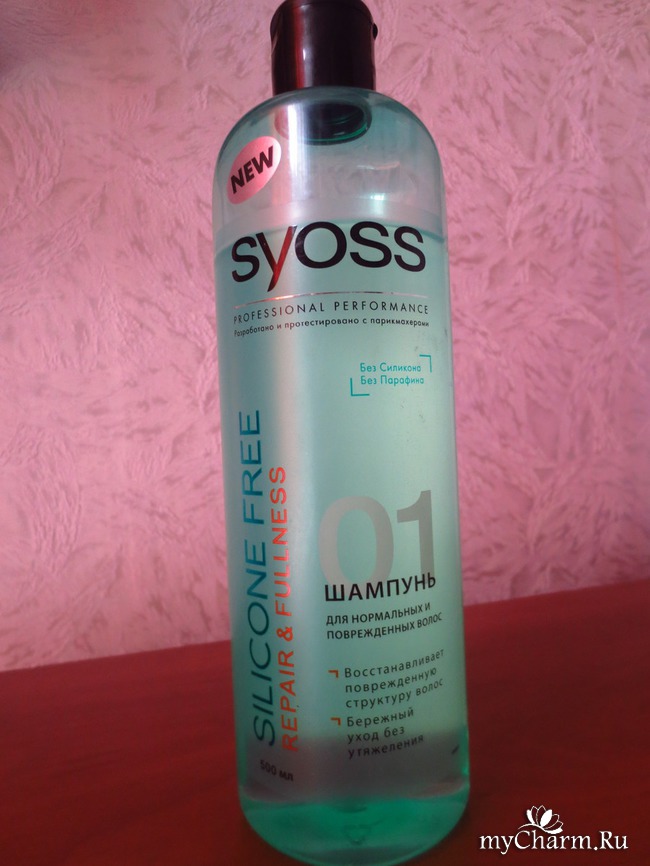 NEW
syoss
PROFESSIONAL PERFORMANCE
Разработано и протестировано с парикмахерами
Без Силикона
Без Парафина
SILICONE FREE
REPAIR & FULLNESS
01
ШАМПУНЬ
ДЛЯ НОРМАЛЬНЫХ И
ПОВРЕЖДЕННЫХ ВОЛОС
Восстанавливает
поврежденную
структуру волос
Бережный
уход без
утяжеления
500 мл
myCharm.Ru